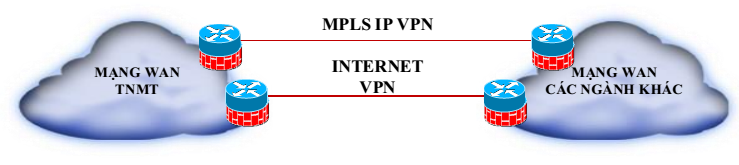 MPLS IP VPN
INTERNET
VPN
MẠNG WAN
TNMT
MẠNG WAN
CÁC NGÀNH KHÁC